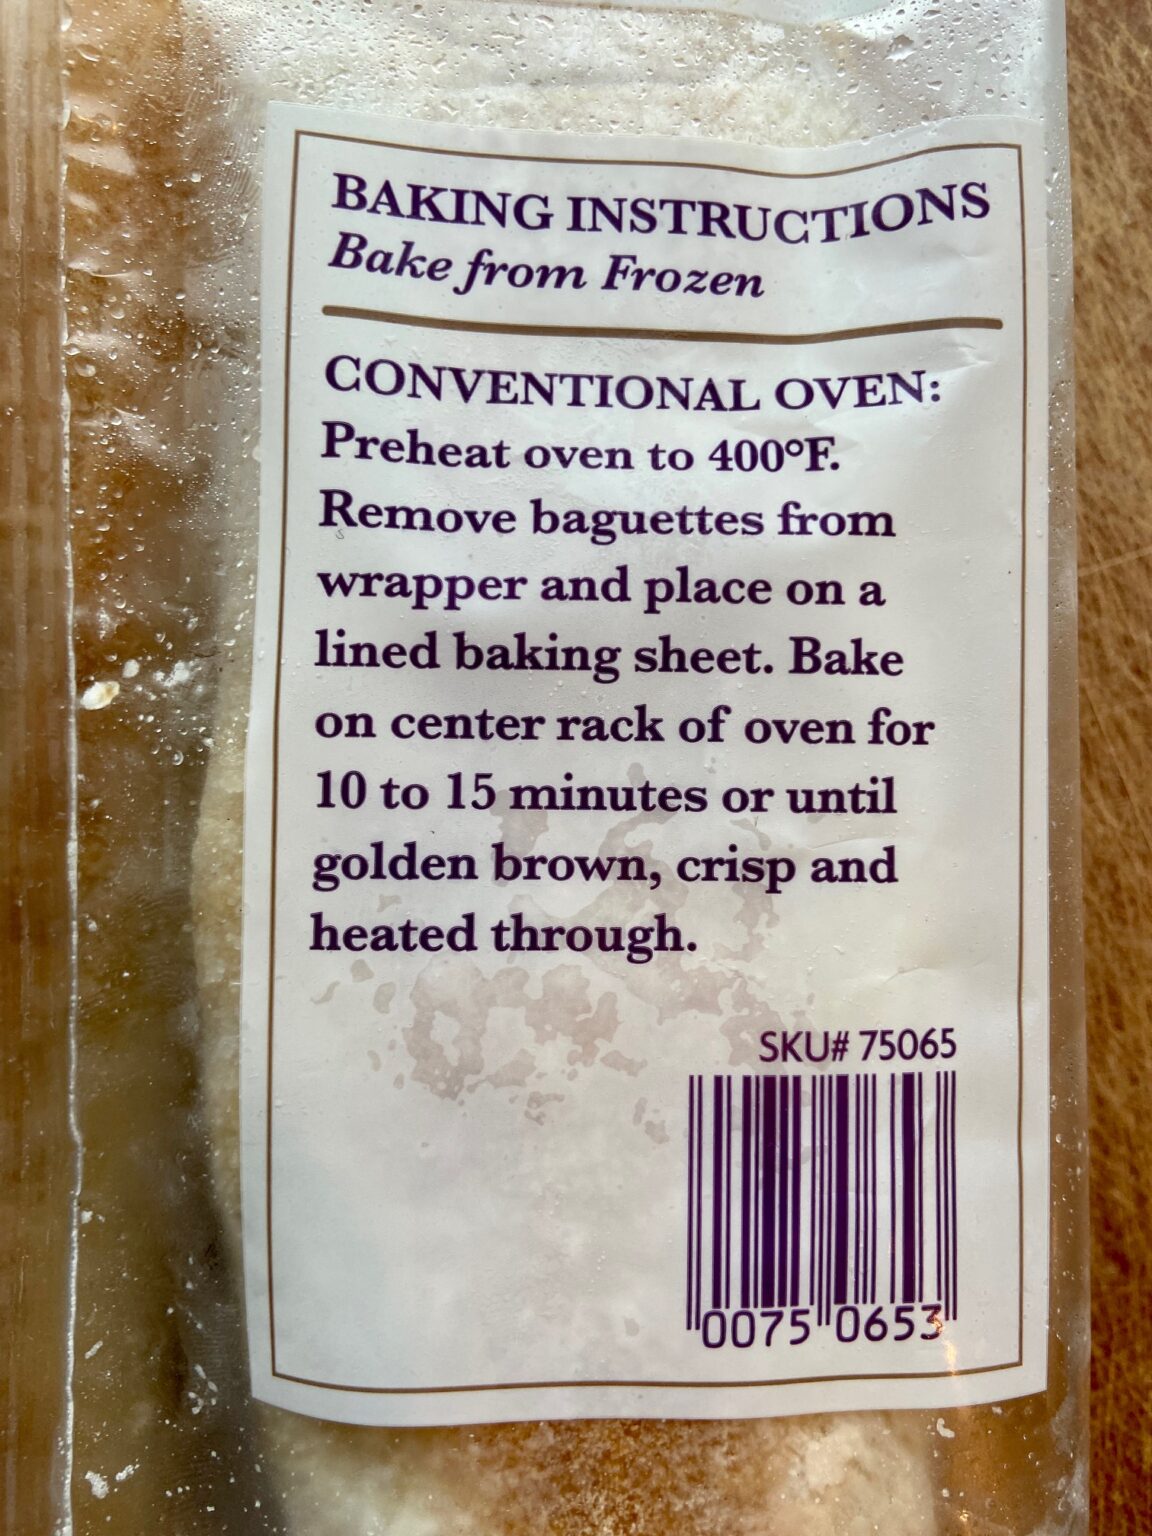 BAKING INSTRUCTIONS
Bake from Frozen
CONVENTIONAL OVEN:
Preheat oven to 400°F.
Remove baguettes from
wrapper and place on a
lined baking sheet. Bake
on center rack of oven for
10 to 15 minutes or until
golden brown, crisp and
heated through.
SKU# 75065
0075 0653